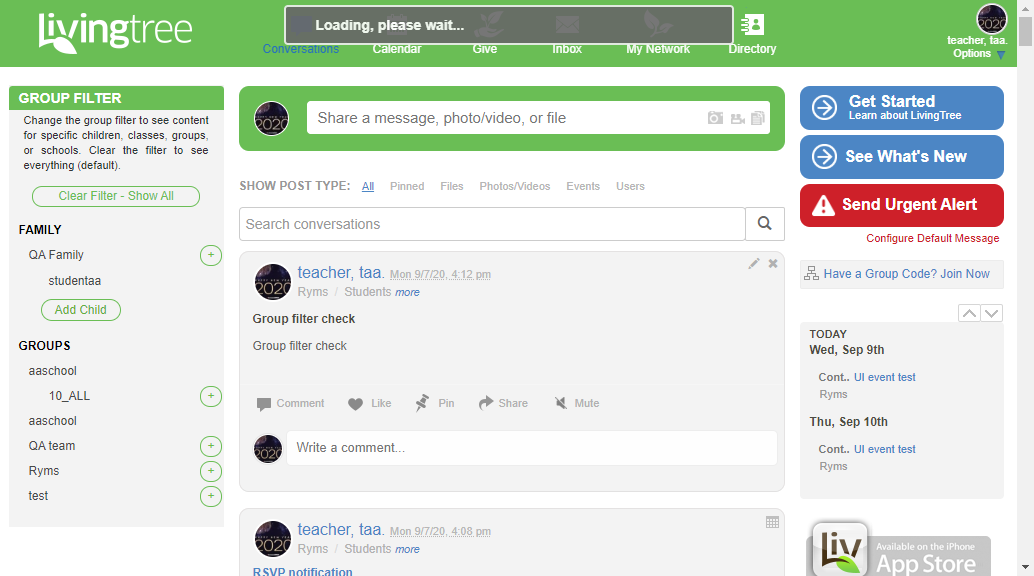 livingtree
Loading, please wait...
Conversations
Calendar
Give
Inbox
My Network
Directory
teacher, taa.
Options
GROUP FILTER
Change the group filter to see content
for specific children, classes, groups,
or schools. Clear the filter to see
everything (default).
Clear Filter - Show All
FAMILY
QA Family
studentaa
Add Child
GROUPS
aaschool
10_ALL
aaschool
QA team
Ryms
test
2020
Share a message, photo/video, or file
SHOW POST TYPE: All Pinned Files Photos/Videos Events Users
Search conversations
2020
teacher, taa. Mon 9/7/20, 4:12 pm
Ryms / Students more
Group filter check
Group filter check
Comment Like Pin Share Mute
2020
Write a comment...
2020
teacher, taa. Mon 9/7/20, 4:08 pm
Ryms / Students more
RSVP notification
2020
Get Started
Learn about LivingTree
See What's New
Send Urgent Alert
Configure Default Message
Have a Group Code? Join Now
TODAY
Wed, Sep 9th
Cont.. UI event test
Ryms
Thu, Sep 10th
Cont.. UI event test
Ryms
Liv
Available on the iPhone
App Store